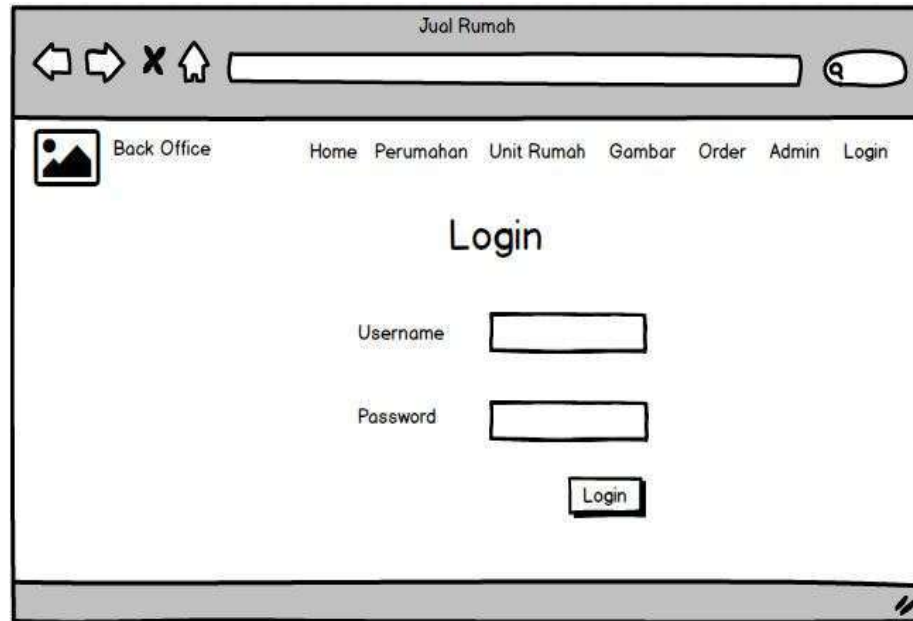 Jual Rumah
Back Office
Home Perumahan Unit Rumah Gambar Order Admin Login
Login
Username
Password
Login